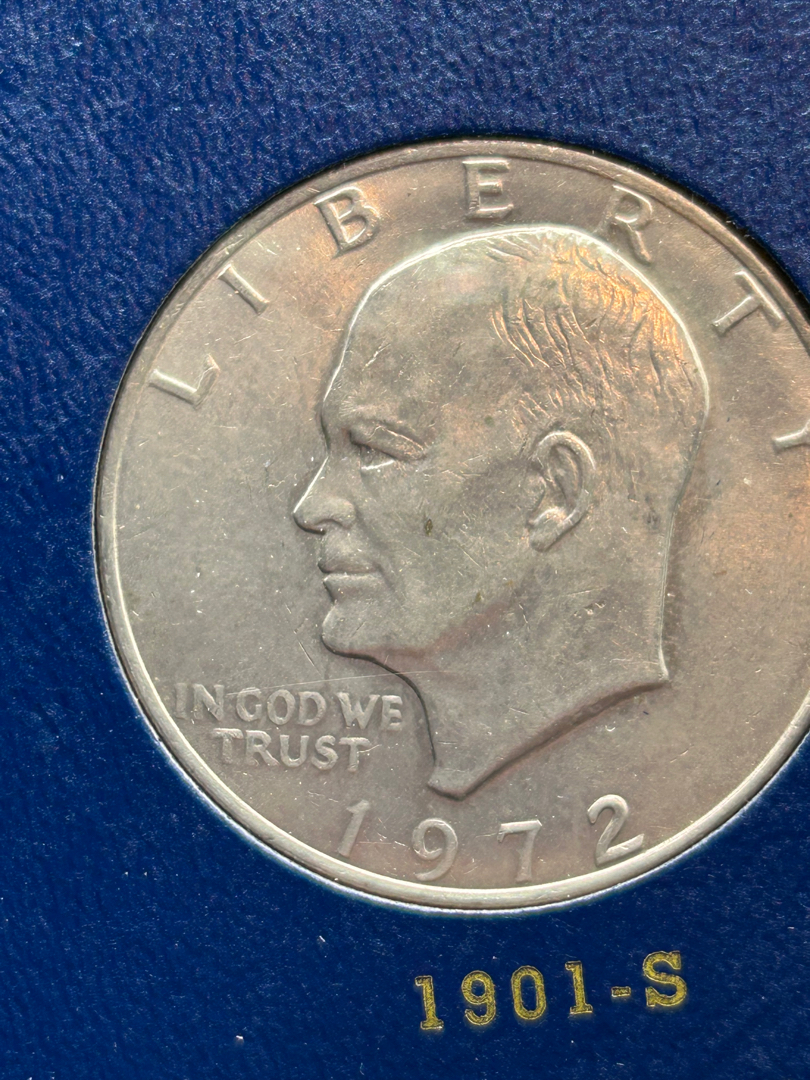 LIBERTY
IN GOD WE
TRUST
1972
1901-S